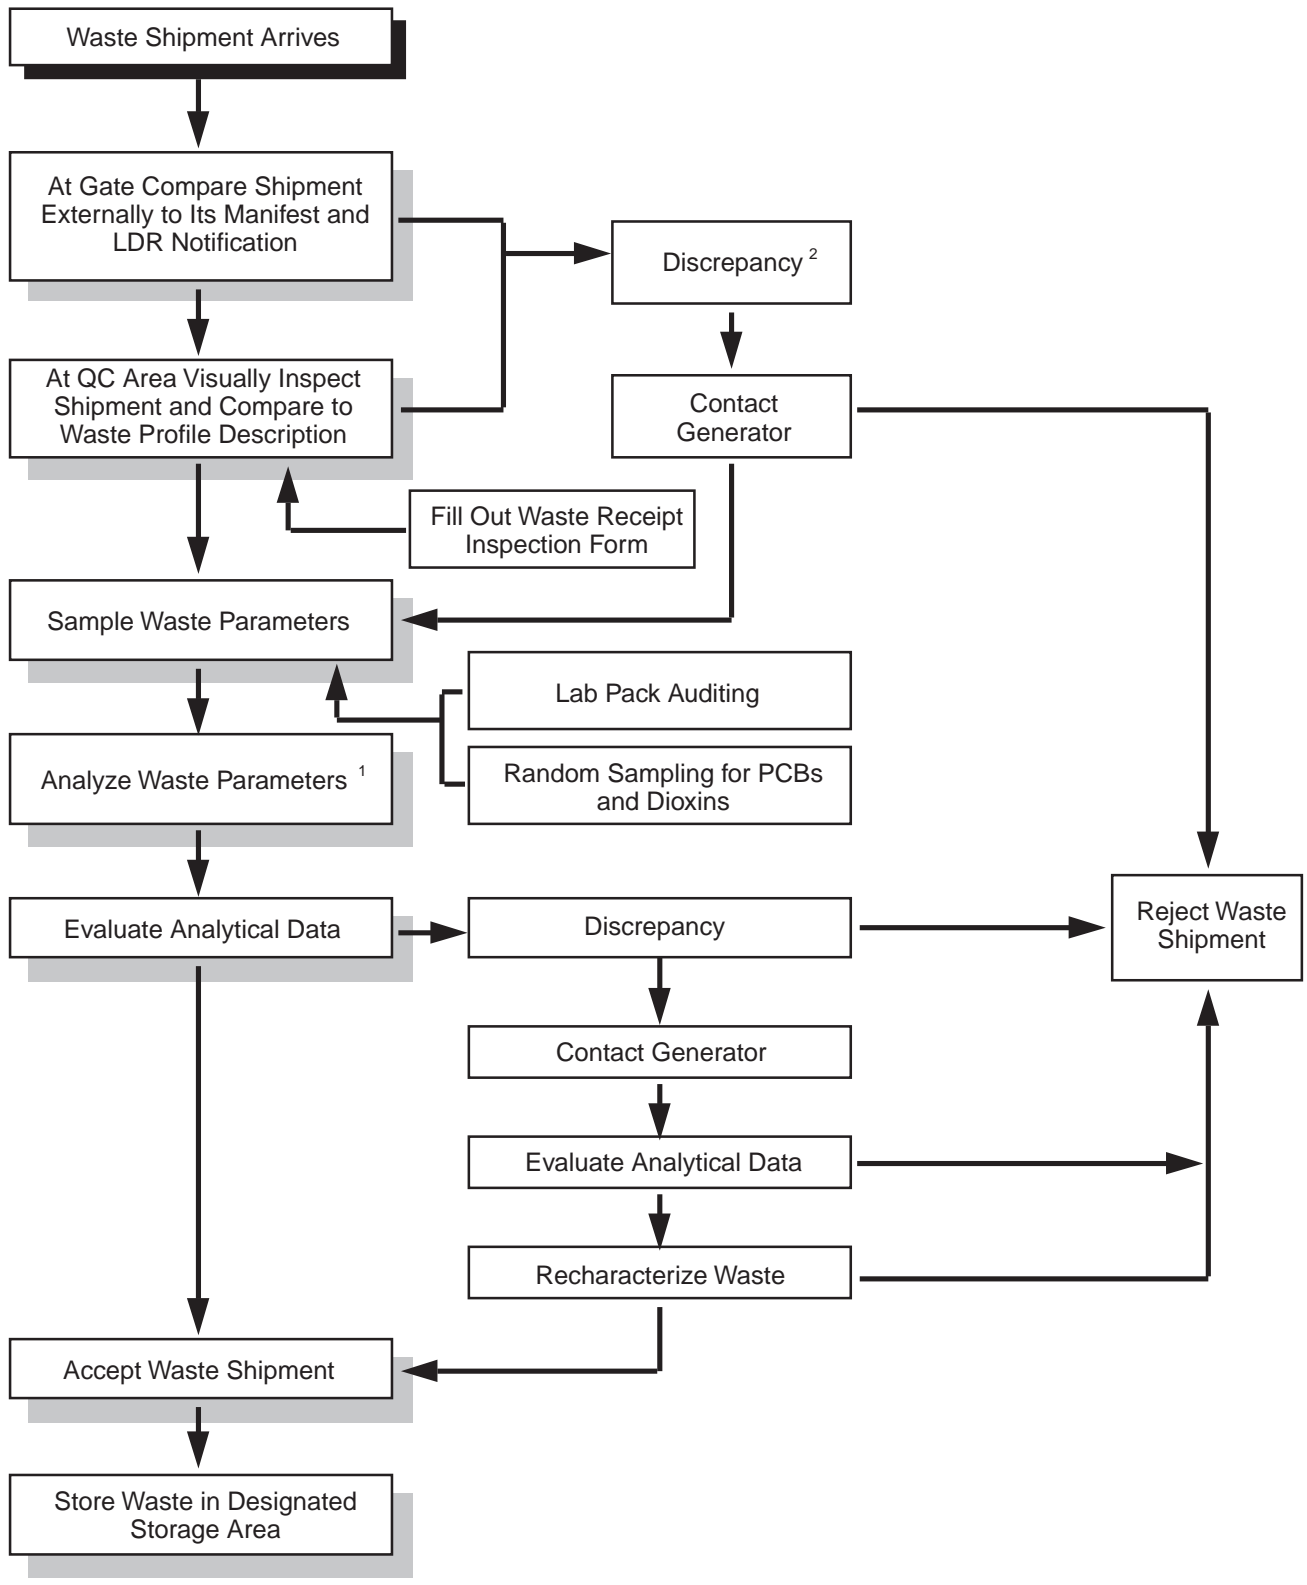 Waste Shipment Arrives
At Gate Compare Shipment
Externally to Its Manifest and
LDR Notification
Discrepancy 2
At QC Area Visually Inspect
Shipment and Compare to
Waste Profile Description
Contact
Generator
Fill Out Waste Receipt
Inspection Form
Sample Waste Parameters
Lab Pack Auditing
Analyze Waste Parameters 1
Random Sampling for PCBs
and Dioxins
Evaluate Analytical Data
Discrepancy
Reject Waste
Shipment
Contact Generator
Evaluate Analytical Data
Recharacterize Waste
Accept Waste Shipment
Store Waste in Designated
Storage Area